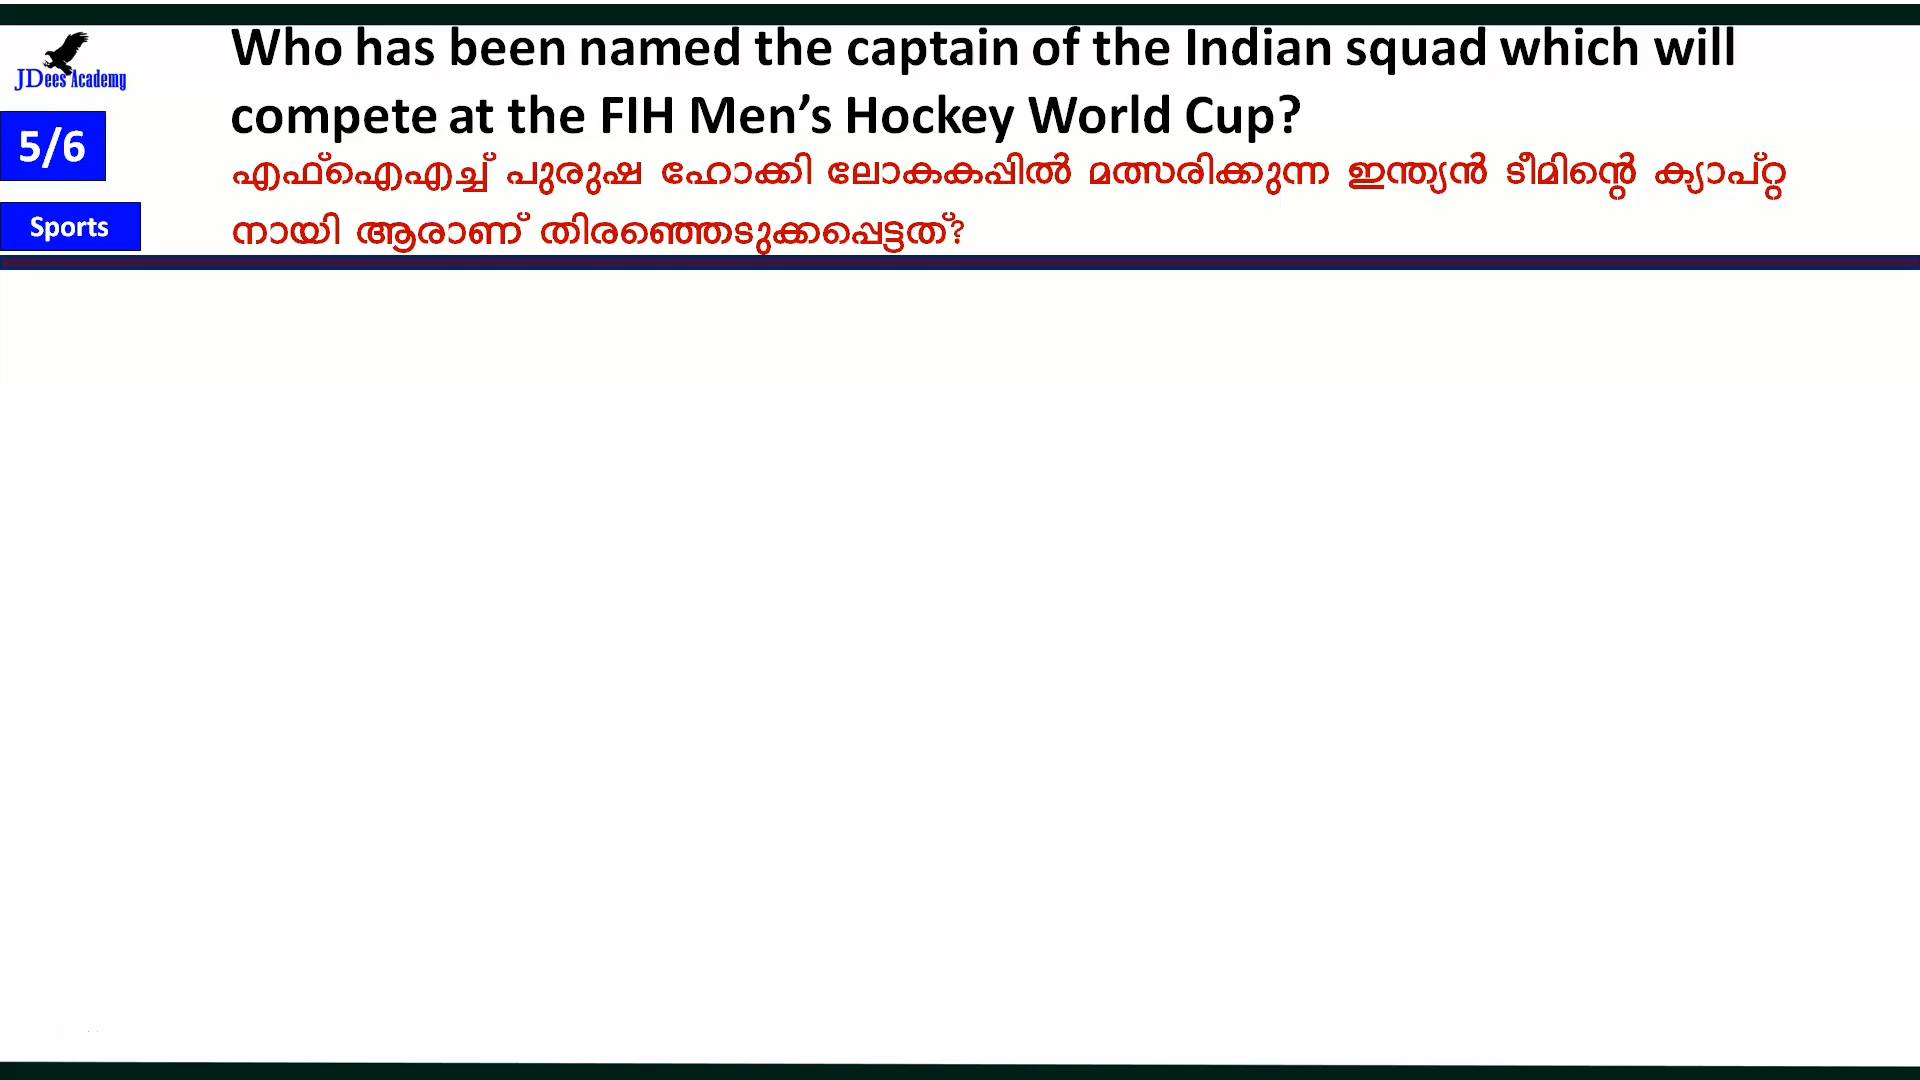 JDees Academy
Who has been named the captain of the Indian squad which will
compete at the FIH Men’s Hockey World Cup?
5/6
എഫ്ഐഎച്ച് പുരുഷ ഹോക്കി ലോകകപ്പിൽ മത്സരിക്കുന്ന ഇന്ത്യൻ ടീമിന്റെ ക്യാപ്റ്റ
Sports
നായി ആരാണ് തിരഞ്ഞെടുക്കപ്പെട്ടത്?